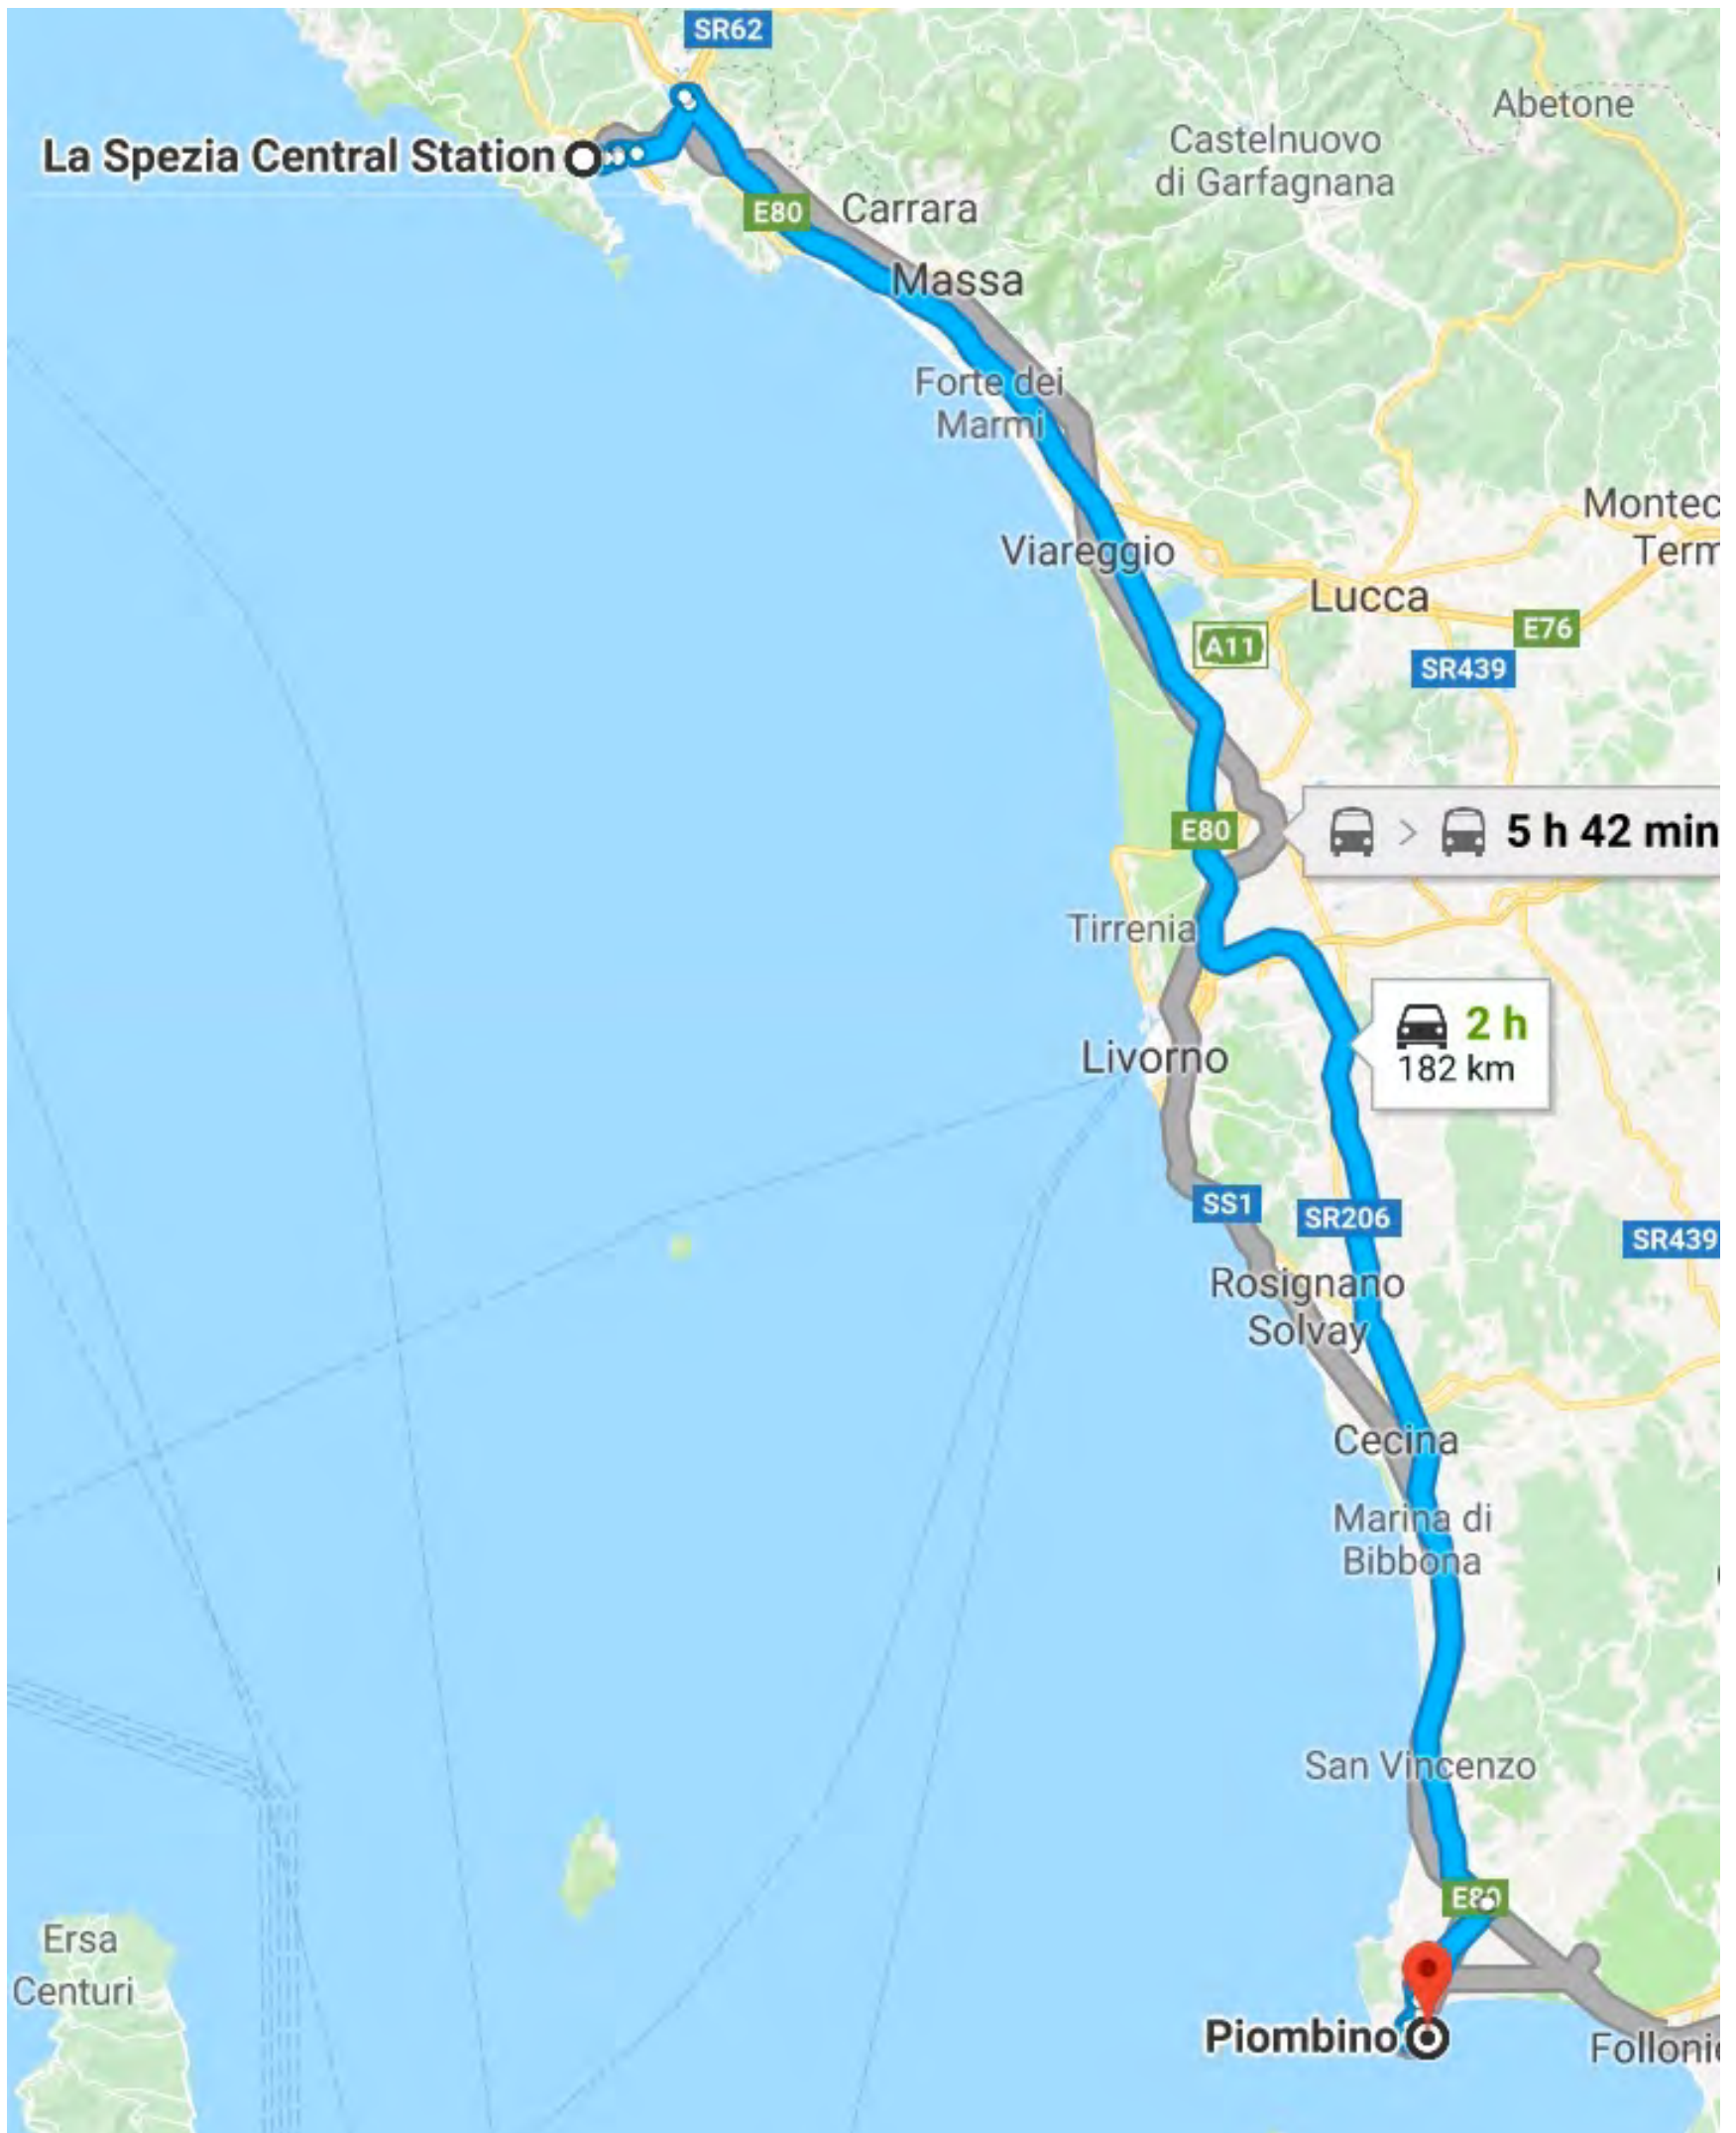 SR62
Abetone
Castelnuovo
di Garfagnana
La Spezia Central Station
E80
Carrara
Massa
Forte dei
Marmi
Viareggio
Montec
Term
Lucca
E76
A11
SR439
5 h 42 min
E80
Tirrenia
2 h
182 km
Livorno
SS1
SR206
SR439
Rosignano
Solvay
Cecina
Marina di
Bibbona
San Vincenzo
E80
Ersa
Centuri
Piombino
Follonic